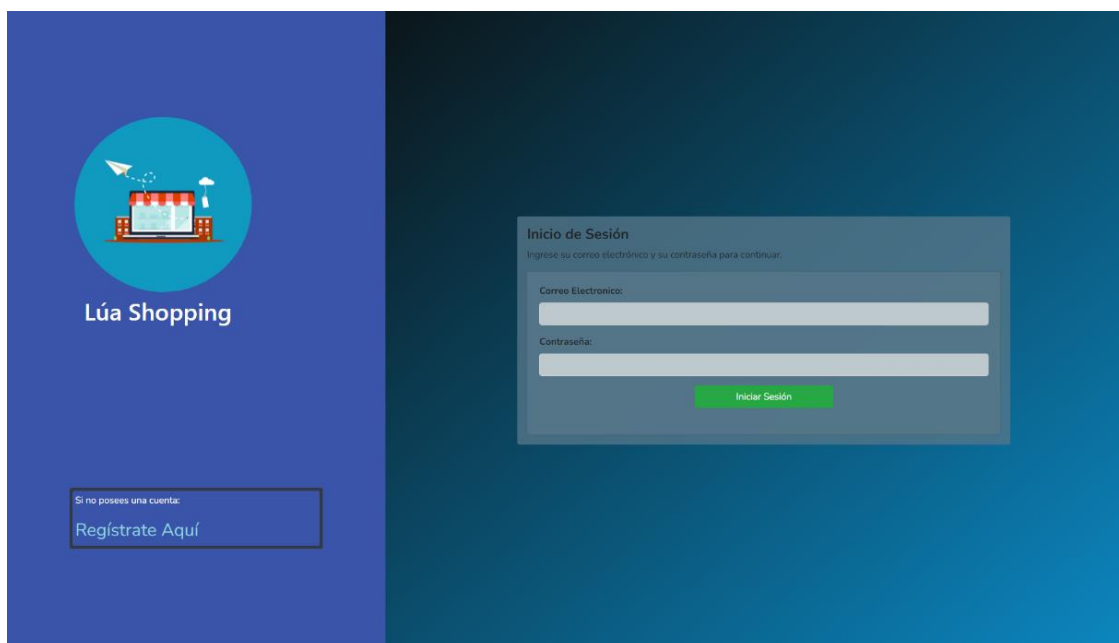 Lúa Shopping
Si no posees una cuenta:
Regístrate Aquí
Inicio de Sesión
Ingrese su correo electrónico y su contraseña para continuar.
Correo Electronico:
Contraseña:
Iniciar Sesión